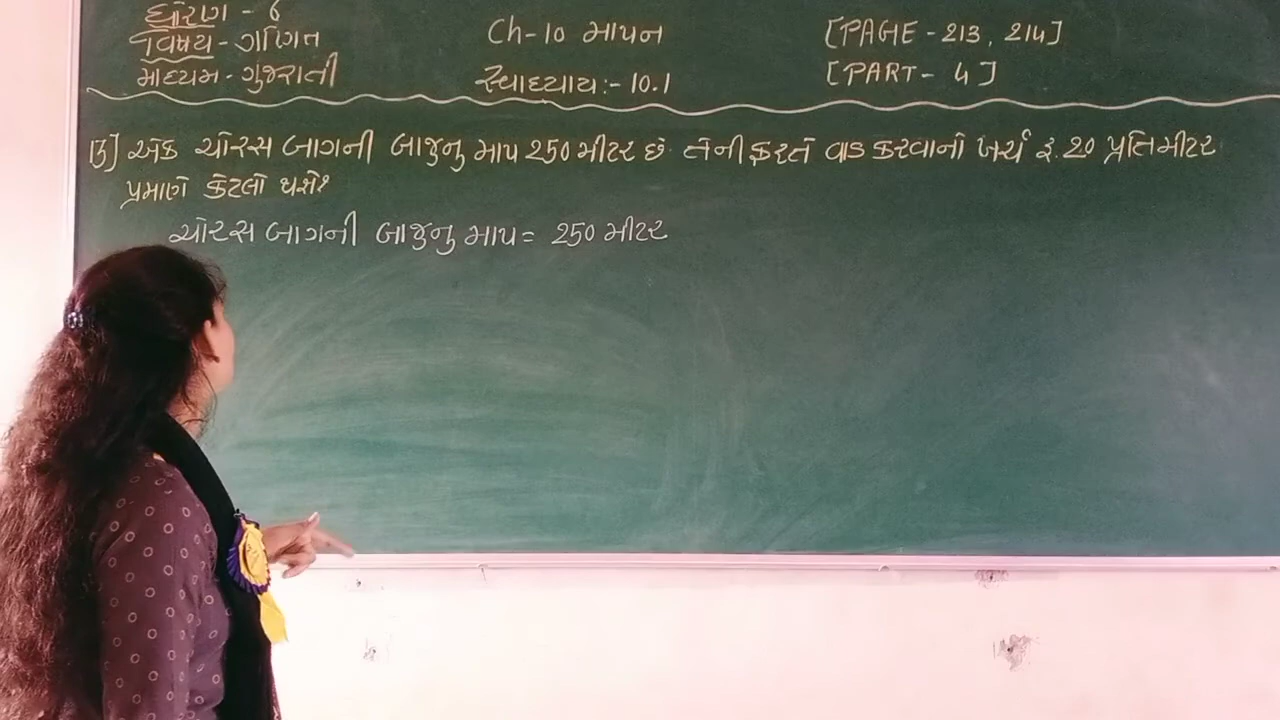 ધોરણ - 6
વિષય - ગણિત
માધ્યમ - ગુજરાતી
Ch-10 માપન
સ્વાધ્યાય:- 10.1
[PAGE - 213, 214]
[PART - 4]
[13] એક ચોરસ બાગની બાજુનુ માપ 250 મીટર છે. તેની ફરતે વાડ કરવાનો ખર્ચ રૂ. 20 પ્રતિ મીટર
પ્રમાણે કેટલો થશે?
ચોરસ બાગની બાજુનુ માપ = 250 મીટર